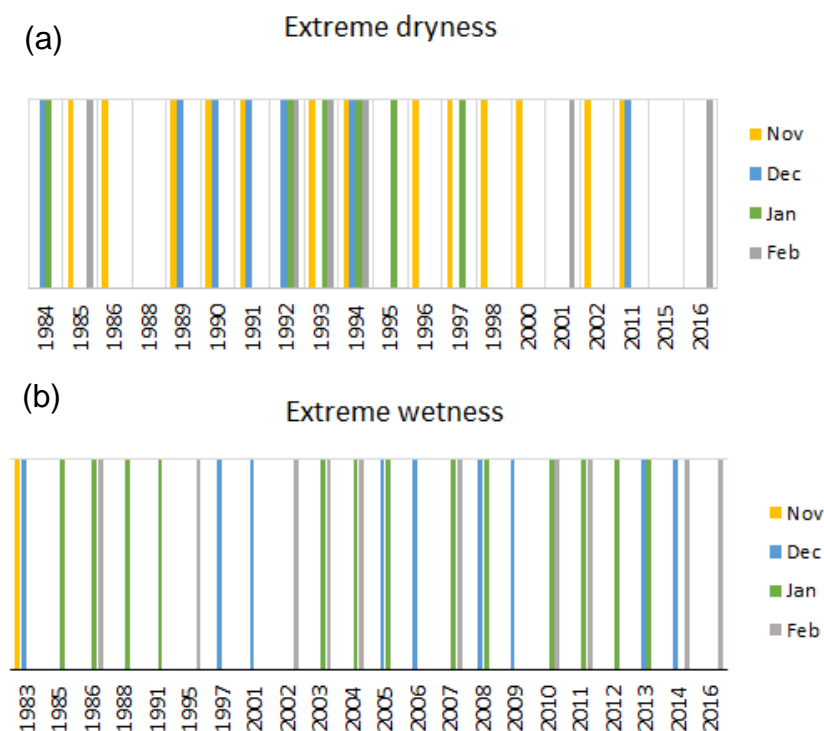 (a)
Extreme dryness
Nov
Dec
Jan
Feb
1984 1985 1986 1988 1989 1990 1991 1992 1993 1994 1995 1996 1997 1998 2000 2001 2002 2011 2015 2016
(b)
Extreme wetness
Nov
Dec
Jan
Feb
1983 1985 1986 1988 1991 1995 1997 2001 2002 2003 2004 2005 2006 2007 2008 2009 2010 2011 2012 2013 2014 2016